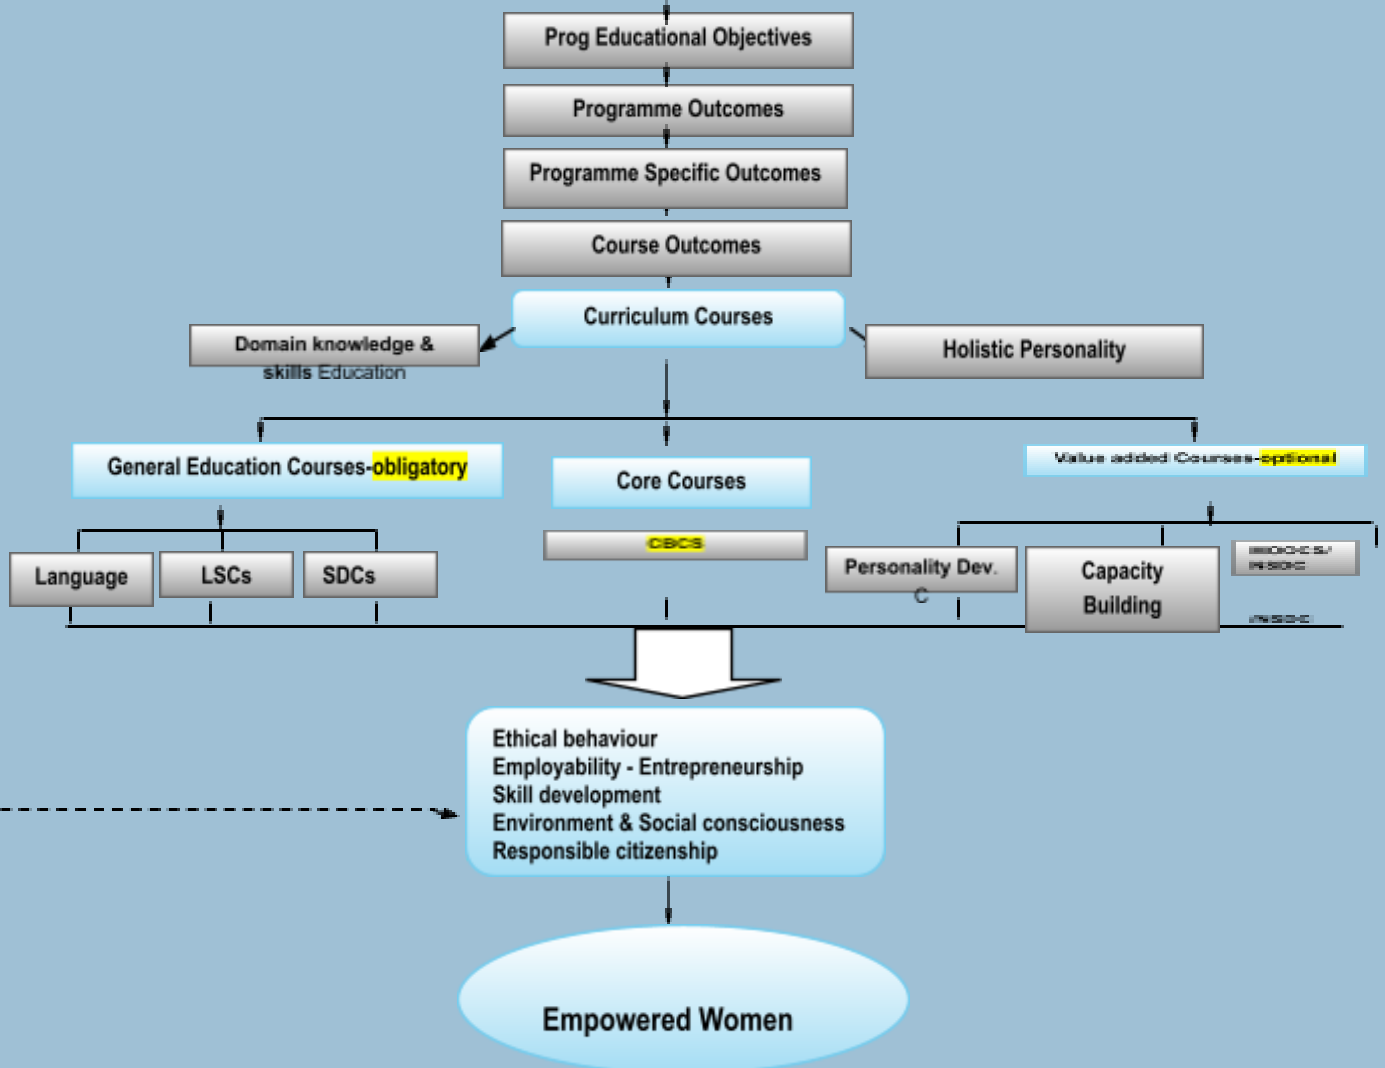 Prog Educational Objectives
Programme Outcomes
Programme Specific Outcomes
Course Outcomes
Curriculum Courses
Domain knowledge &
skills Education
Holistic Personality
General Education Courses-obligatory
Core Courses
Value added Courses-optional
CBCS
Language
LSCs
SDCs
Personality Dev.
C
Capacity
Building
NSDC
Ethical behaviour
Employability - Entrepreneurship
Skill development
Environment & Social consciousness
Responsible citizenship
Empowered Women